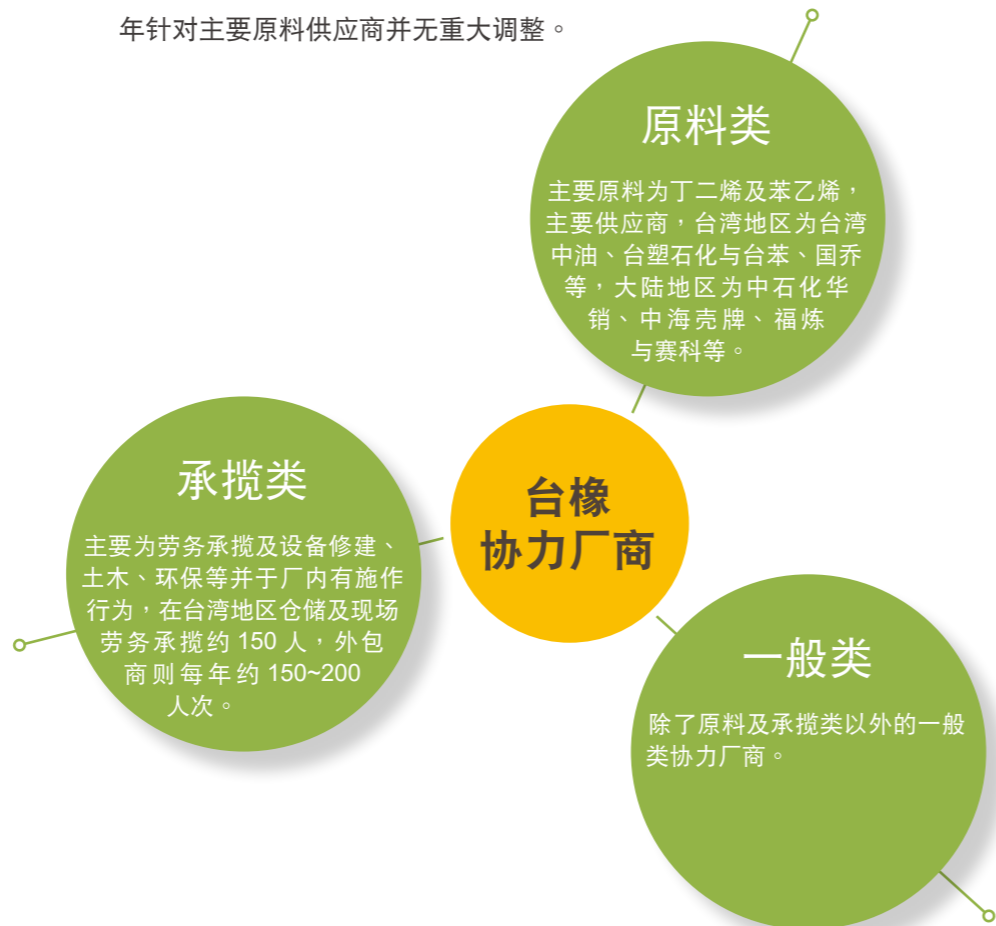 年针对主要原料供应商并无重大调整。
原料类
主要原料为丁二烯及苯乙烯，
主要供应商，台湾地区为台湾
中油、台塑石化与台苯、国乔
等，大陆地区为中石化华
销、中海壳牌、福炼
与赛科等。
承揽类
主要为劳务承揽及设备修建、
土木、环保等并于厂内有施作
行为，在台湾地区仓储及现场
劳务承揽约 150 人，外包
商则每年约 150~200
人次。
台橡
协力厂商
一般类
除了原料及承揽类以外的一般
类协力厂商。